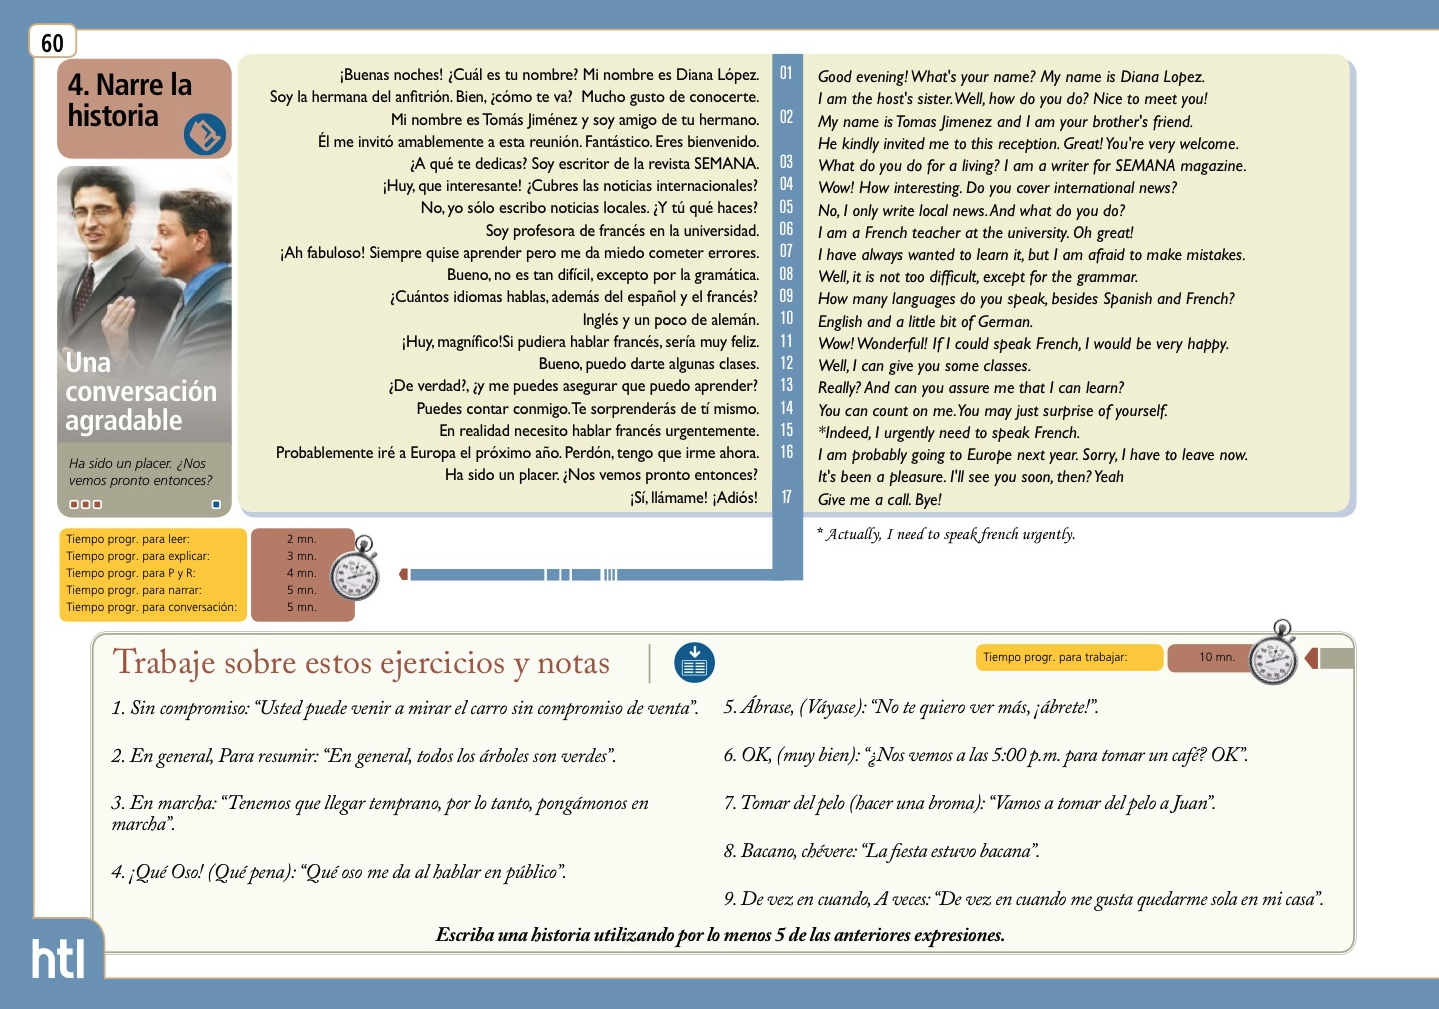 60
4. Narre la
historia
Una
conversación
agradable
Ha sido un placer. ¿Nos
vemos pronto entonces?
¡Buenas noches! ¿Cuál es tu nombre? Mi nombre es Diana López.
Soy la hermana del anfitrión. Bien, ¿cómo te va? Mucho gusto de conocerte.
Mi nombre es Tomás Jiménez y soy amigo de tu hermano.
Él me invitó amablemente a esta reunión. Fantástico. Eres bienvenido.
¿A qué te dedicas? Soy escritor de la revista SEMANA.
¡Huy, que interesante! ¿Cubres las noticias internacionales?
No, yo sólo escribo noticias locales. ¿Y tú qué haces?
Soy profesora de francés en la universidad.
¡Ah fabuloso! Siempre quise aprender pero me da miedo cometer errores.
Bueno, no es tan difícil, excepto por la gramática.
¿Cuántos idiomas hablas, además del español y el francés?
Inglés y un poco de alemán.
¡Huy, magnífico!Si pudiera hablar francés, sería muy feliz.
Bueno, puedo darte algunas clases.
¿De verdad?, ¿y me puedes asegurar que puedo aprender?
Puedes contar conmigo. Te sorprenderás de tí mismo.
En realidad necesito hablar francés urgentemente.
Probablemente iré a Europa el próximo año. Perdón, tengo que irme ahora.
Ha sido un placer. ¿Nos vemos pronto entonces?
¡Sí, llámame! ¡Adiós!
01
02
03
04
05
06
07
08
09
10
11
12
13
14
15
16
17
Good evening! What's your name? My name is Diana Lopez.
I am the host's sister. Well, how do you do? Nice to meet you!
My name is Tomas Jimenez and I am your brother's friend.
He kindly invited me to this reception. Great! You're very welcome.
What do you do for a living? I am a writer for SEMANA magazine.
Wow! How interesting. Do you cover international news?
No, I only write local news. And what do you do?
I am a French teacher at the university. Oh great!
I have always wanted to learn it, but I am afraid to make mistakes.
Well, it is not too difficult, except for the grammar.
How many languages do you speak, besides Spanish and French?
English and a little bit of German.
Wow! Wonderful! If I could speak French, I would be very happy.
Well, I can give you some classes.
Really? And can you assure me that I can learn?
You can count on me. You may just surprise of yourself.
*Indeed, I urgently need to speak French.
I am probably going to Europe next year. Sorry, I have to leave now.
It's been a pleasure. I'll see you soon, then? Yeah
Give me a call. Bye!
* Actually, I need to speak french urgently.
Tiempo progr. para leer: 2 mn.
Tiempo progr. para explicar: 3 mn.
Tiempo progr. para P y R: 4 mn.
Tiempo progr. para narrar: 5 mn.
Tiempo progr. para conversación: 5 mn.
Trabaje sobre estos ejercicios y notas
Tiempo progr. para trabajar: 10 mn.
1. Sin compromiso: “Usted puede venir a mirar el carro sin compromiso de venta”.
2. En general, Para resumir: “En general, todos los árboles son verdes”.
3. En marcha: “Tenemos que llegar temprano, por lo tanto, pongámonos en
marcha”.
4. ¡Qué Oso! (Qué pena): “Qué oso me da al hablar en público”.
5. Ábrase, (Váyase): “No te quiero ver más, ¡ábrete!”.
6. OK, (muy bien): “¿Nos vemos a las 5:00 p.m. para tomar un café? OK”.
7. Tomar del pelo (hacer una broma): “Vamos a tomar del pelo a Juan”.
8. Bacano, chévere: “La fiesta estuvo bacana”.
9. De vez en cuando, A veces: “De vez en cuando me gusta quedarme sola en mi casa”.
Escriba una historia utilizando por lo menos 5 de las anteriores expresiones.
htl